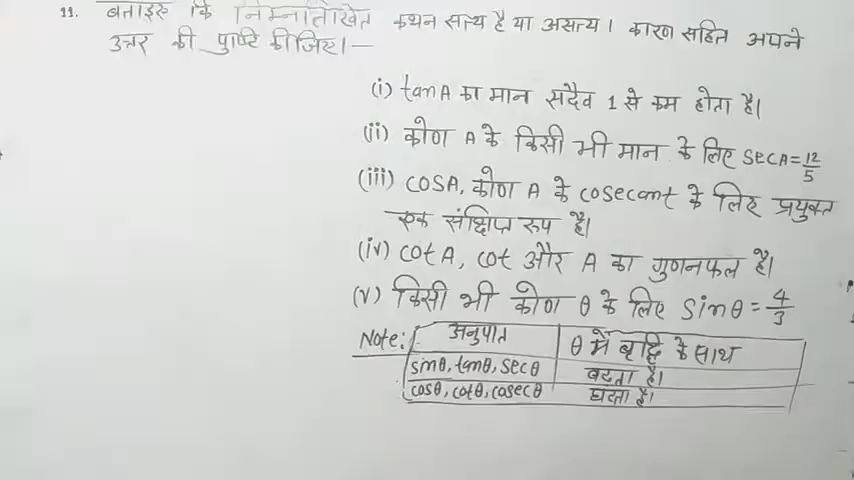 11. बताइए कि निम्नलिखित कथन सत्य है या असत्य। कारण सहित अपने
उत्तर की पुष्टि कीजिए।—
(i) tanA का मान सदैव 1 से कम होता है।
(ii) कोण A के किसी भी मान के लिए secA=12/5
(iii) cosA, कोण A के cosecant के लिए प्रयुक्त
एक संक्षिप्त रूप है।
(iv) cotA, cot और A का गुणनफल है।
(v) किसी भी कोण θ के लिए sinθ=4/3
Note: अनुपात θ में वृद्धि के साथ
sinθ, tanθ, secθ बढ़ता है।
cosθ, cotθ, cosecθ घटता है।